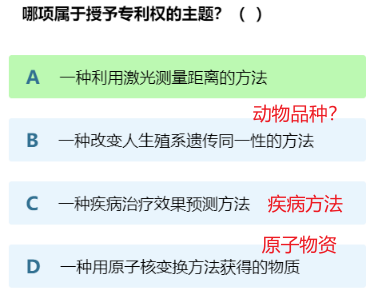 哪项属于授予专利权的主题？（ ）
A 一种利用激光测量距离的方法
动物品种？
B 一种改变人生殖系遗传同一性的方法
C 一种疾病治疗效果预测方法 疾病方法
原子物资
D 一种用原子核变换方法获得的物质